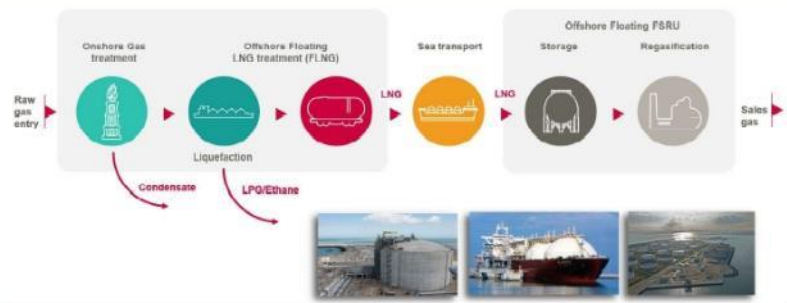 Offshore Floating FSRU
Onshore Gas
treatment
Offshore Floating
LNG treatment (FLNG)
Sea transport
Storage
Regasification
Raw
gas
entry
LNG
LNG
Sales
gas
Liquefaction
Condensate
LPG/Ethane